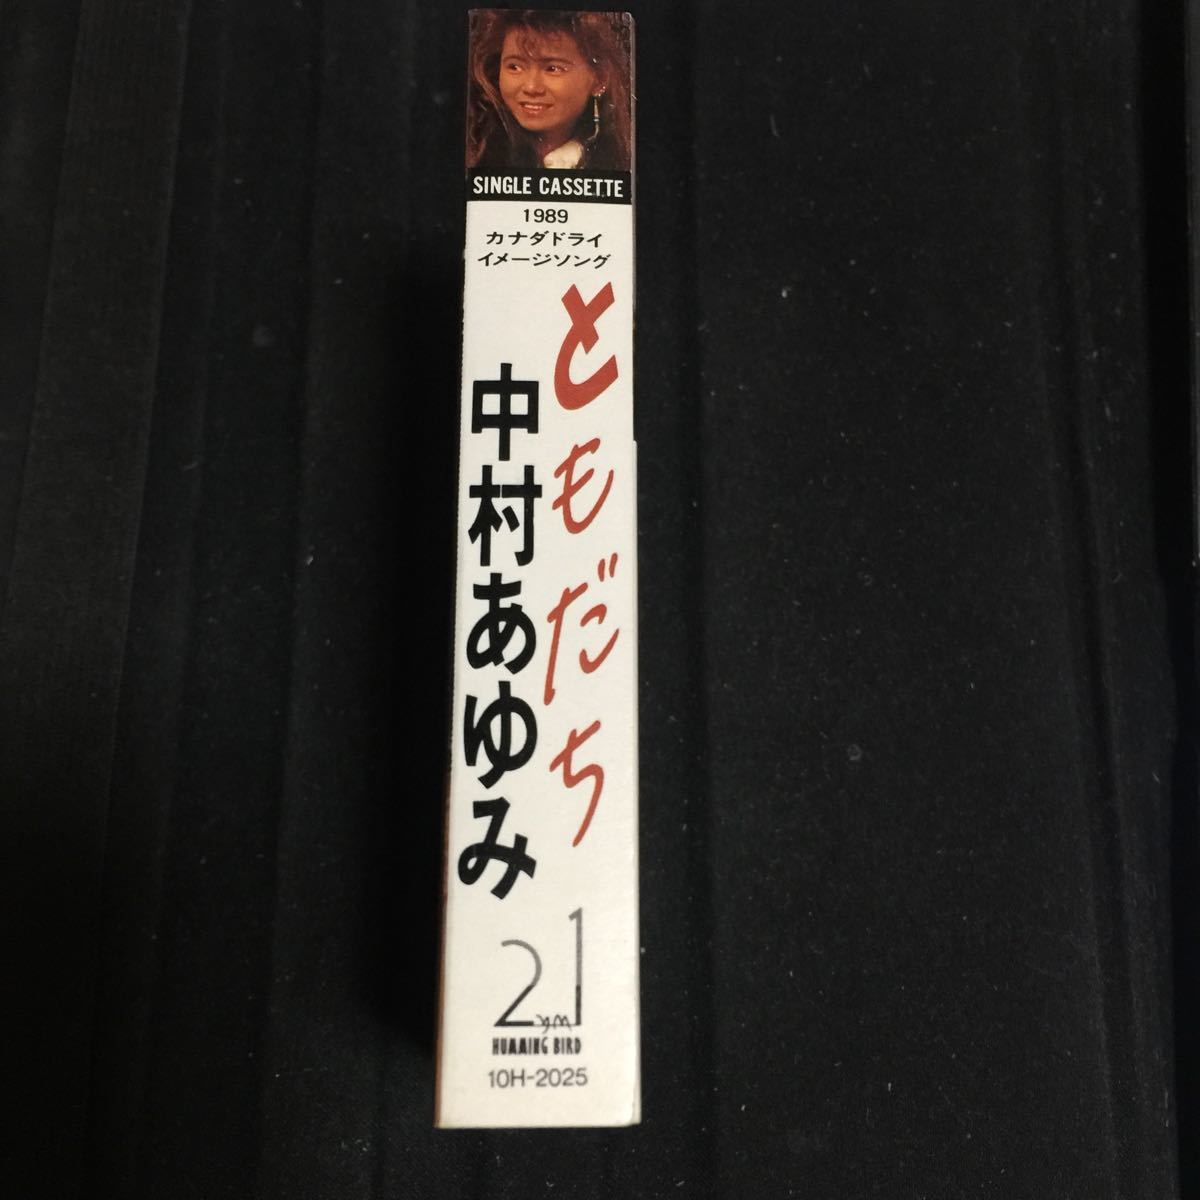 SINGLE CASSETTE
1989
カナダドライ
イメージソング
ともだち
中村あゆみ
21
HUMMING BIRD
10H-2025